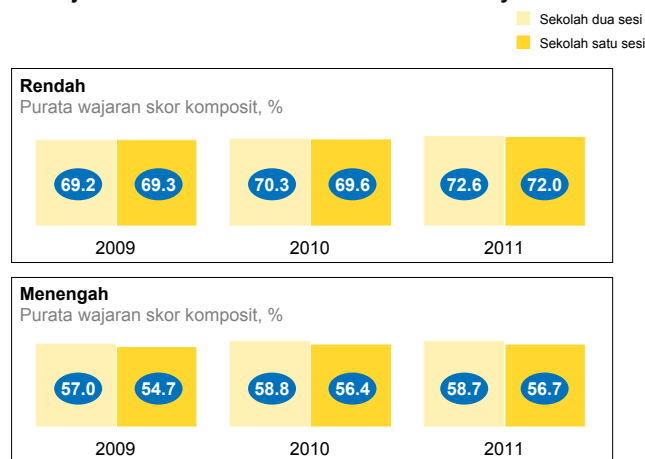 Sekolah dua sesi
Sekolah satu sesi
Rendah
Purata wajaran skor komposit, %
69.2 69.3 70.3 69.6 72.6 72.0
2009 2010 2011
Menengah
Purata wajaran skor komposit, %
57.0 54.7 58.8 56.4 58.7 56.7
2009 2010 2011